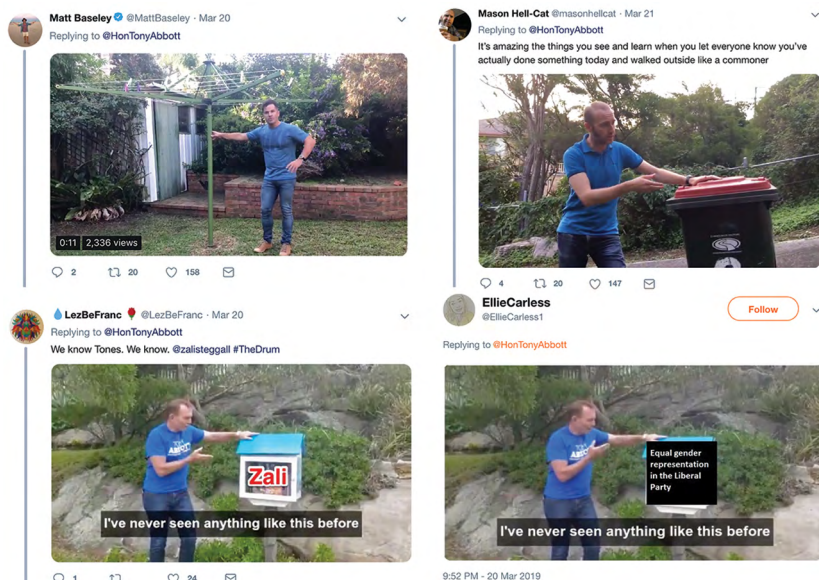 Matt Baseley @MattBaseley · Mar 20
Replying to @HonTonyAbbott
0:11 2,336 views
2 20 158
Mason Hell-Cat @masonhellcat · Mar 21
Replying to @HonTonyAbbott
It's amazing the things you see and learn when you let everyone know you've
actually done something today and walked outside like a commoner
4 20 147
LezBeFranc @LezBeFranc · Mar 20
Replying to @HonTonyAbbott
We know Tones. We know. @zalisteggall #TheDrum
Zali
I've never seen anything like this before
1 24
EllieCarless
@EllieCarless1
Follow
Replying to @HonTonyAbbott
Equal gender
representation
in the Liberal
Party
I've never seen anything like this before
9:52 PM - 20 Mar 2019